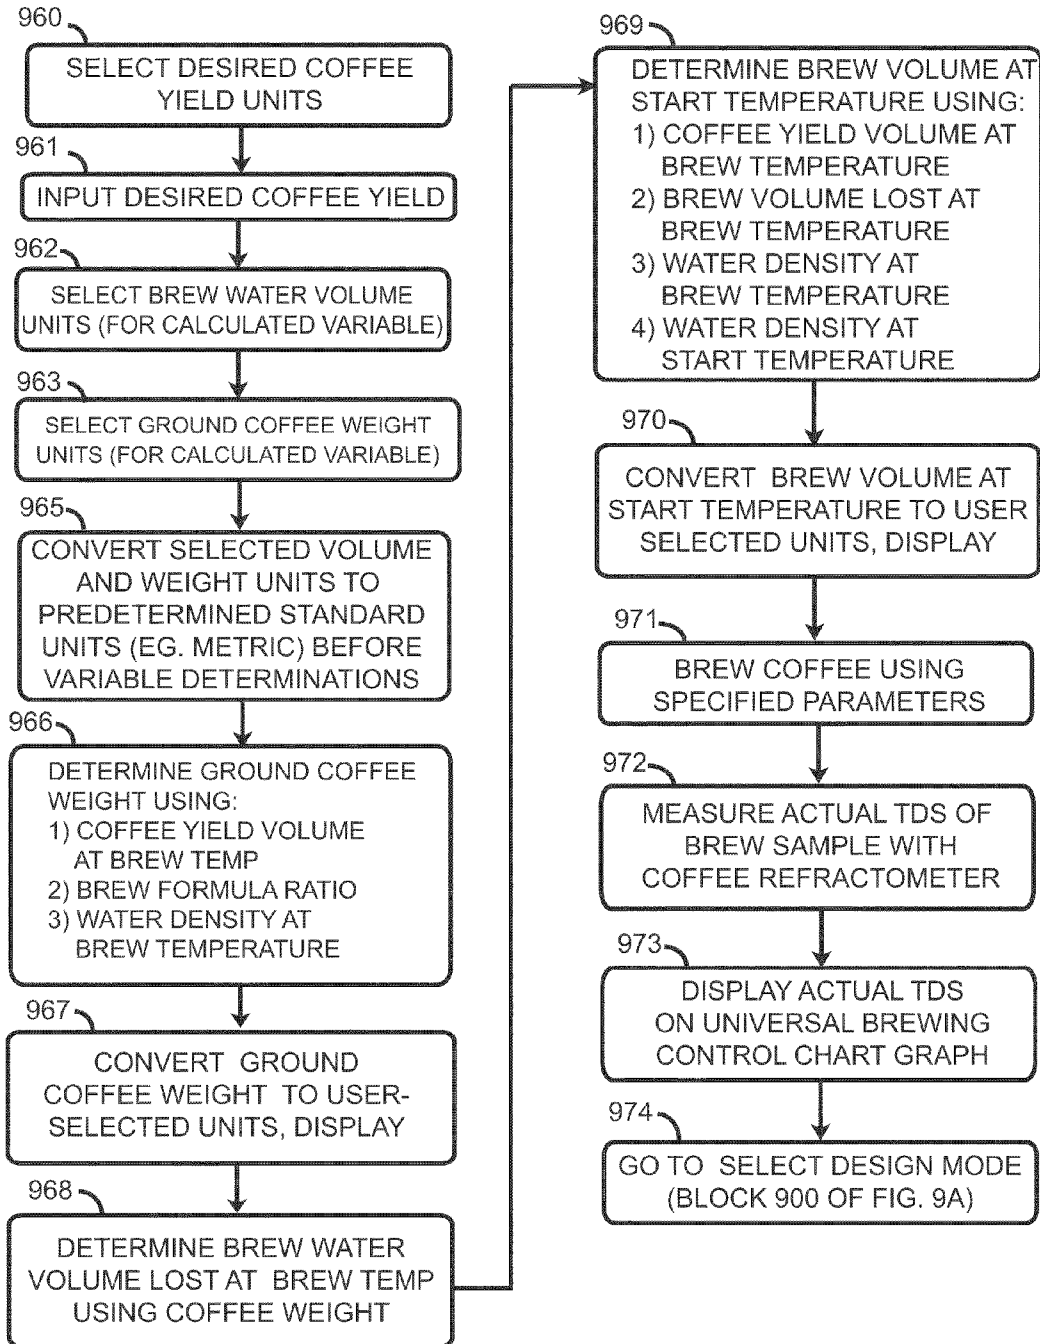 960
SELECT DESIRED COFFEE
YIELD UNITS
961
INPUT DESIRED COFFEE YIELD
962
SELECT BREW WATER VOLUME
UNITS (FOR CALCULATED VARIABLE)
963
SELECT GROUND COFFEE WEIGHT
UNITS (FOR CALCULATED VARIABLE)
965
CONVERT SELECTED VOLUME
AND WEIGHT UNITS TO
PREDETERMINED STANDARD
UNITS (EG. METRIC) BEFORE
VARIABLE DETERMINATIONS
966
DETERMINE GROUND COFFEE
WEIGHT USING:
1) COFFEE YIELD VOLUME
AT BREW TEMP
2) BREW FORMULA RATIO
3) WATER DENSITY AT
BREW TEMPERATURE
967
CONVERT GROUND
COFFEE WEIGHT TO USER-
SELECTED UNITS, DISPLAY
968
DETERMINE BREW WATER
VOLUME LOST AT BREW TEMP
USING COFFEE WEIGHT
969
DETERMINE BREW VOLUME AT
START TEMPERATURE USING:
1) COFFEE YIELD VOLUME AT
BREW TEMPERATURE
2) BREW VOLUME LOST AT
BREW TEMPERATURE
3) WATER DENSITY AT
BREW TEMPERATURE
4) WATER DENSITY AT
START TEMPERATURE
970
CONVERT BREW VOLUME AT
START TEMPERATURE TO USER
SELECTED UNITS, DISPLAY
971
BREW COFFEE USING
SPECIFIED PARAMETERS
972
MEASURE ACTUAL TDS OF
BREW SAMPLE WITH
COFFEE REFRACTOMETER
973
DISPLAY ACTUAL TDS
ON UNIVERSAL BREWING
CONTROL CHART GRAPH
974
GO TO SELECT DESIGN MODE
(BLOCK 900 OF FIG. 9A)